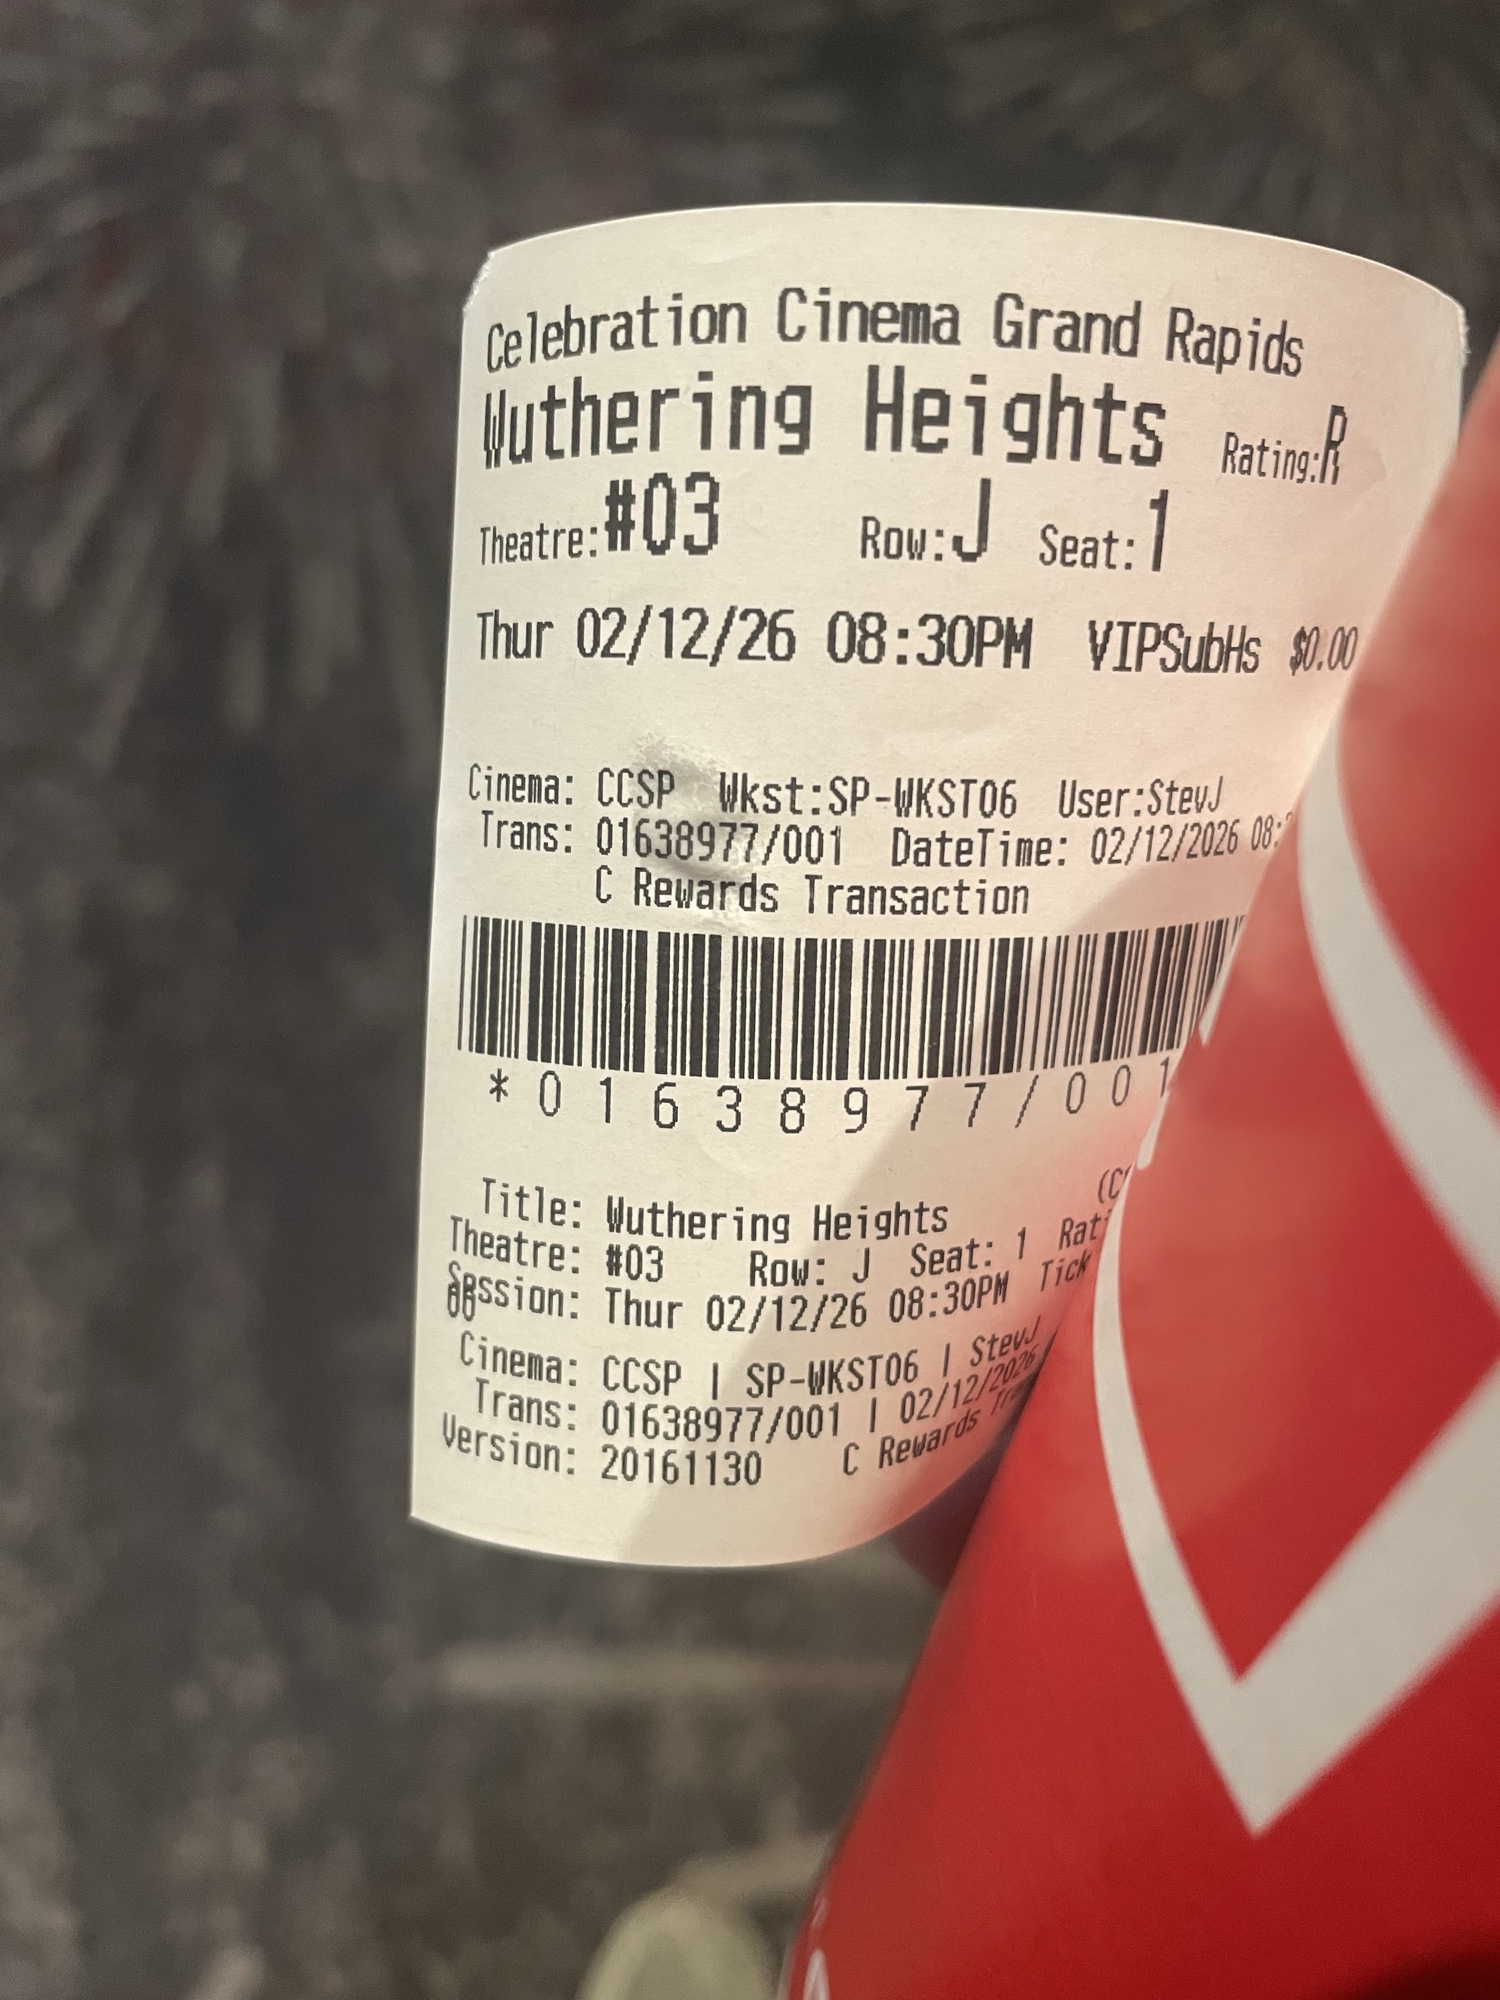 Celebration Cinema Grand Rapids
Wuthering Heights Rating:R
Theatre:#03 Row:J Seat:1
Thur 02/12/26 08:30PM VIPSubHs $0.00
Cinema: CCSP Wkst:SP-WKST06 User:StevJ
Trans: 01638977/001 DateTime: 02/12/2026 08:
C Rewards Transaction
*01638977/001
Title: Wuthering Heights
Theatre: #03 Row: J Seat: 1
Session: Thur 02/12/26 08:30PM
Cinema: CCSP | SP-WKST06 | StevJ
Trans: 01638977/001 | 02/12/2026
Version: 20161130 C Rewards